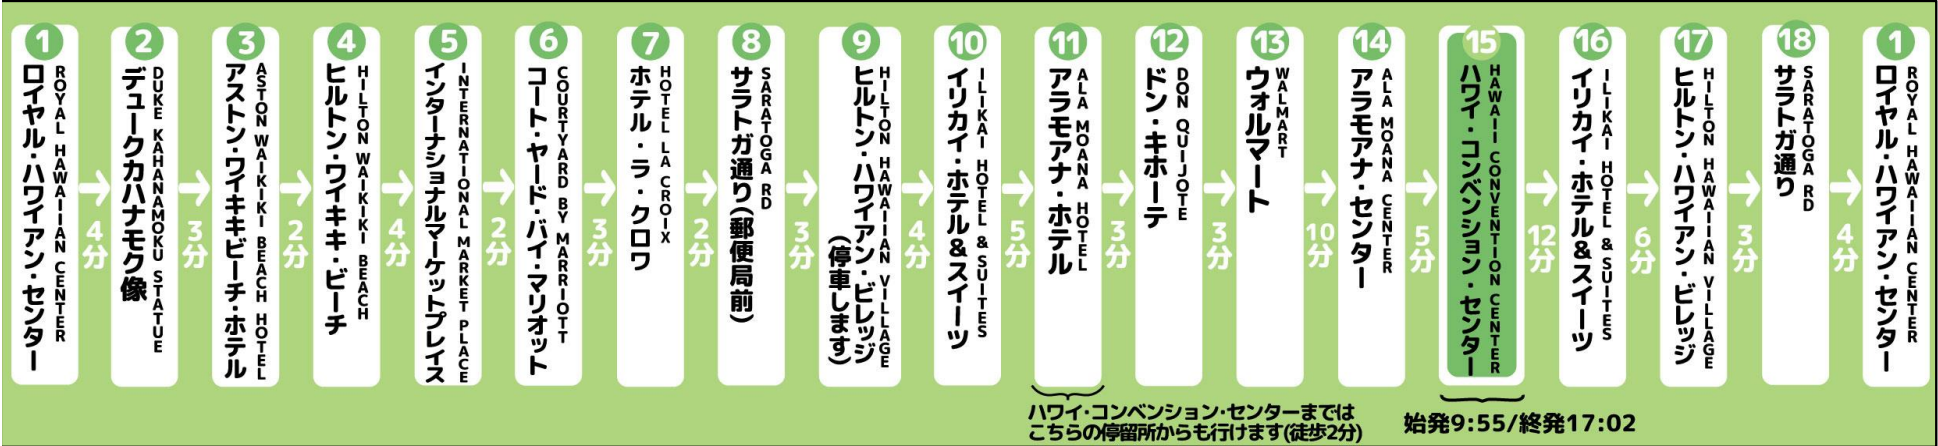 1
ロイヤル・ハワイアン・センター
ROYAL HAWAIIAN CENTER
4分
2
デュークカハナモク像
DUKE KAHANAMOKU STATUE
3分
3
アストン・ワイキキビーチ・ホテル
ASTON WAIKIKI BEACH HOTEL
2分
4
ヒルトン・ワイキキ・ビーチ
HILTON WAIKIKI BEACH
4分
5
インターナショナルマーケットプレイス
INTERNATIONAL MARKET PLACE
2分
6
コート・ヤード・バイ・マリオット
COURTYARD BY MARRIOTT
3分
7
ホテル・ラ・クロワ
HOTEL LA CROIX
2分
8
サラトガ通り(郵便局前)
SARATOGA RD
3分
9
ヒルトン・ハワイアン・ビレッジ
(停車します)
HILTON HAWAIIAN VILLAGE
4分
10
イリカイ・ホテル&スイーツ
ILIKAI HOTEL & SUITES
5分
11
アラモアナ・ホテル
ALA MOANA HOTEL
3分
12
ドン・キホーテ
DON QUIJOTE
3分
13
ウォルマート
WALMART
10分
14
アラモアナ・センター
ALA MOANA CENTER
5分
15
ハワイ・コンベンション・センター
HAWAII CONVENTION CENTER
12分
16
イリカイ・ホテル&スイーツ
ILIKAI HOTEL & SUITES
6分
17
ヒルトン・ハワイアン・ビレッジ
HILTON HAWAIIAN VILLAGE
3分
18
サラトガ通り
SARATOGA RD
4分
1
ロイヤル・ハワイアン・センター
ROYAL HAWAIIAN CENTER
ハワイ・コンベンション・センターまでは
こちらの停留所からも行けます(徒歩2分)
始発9:55/終発17:02